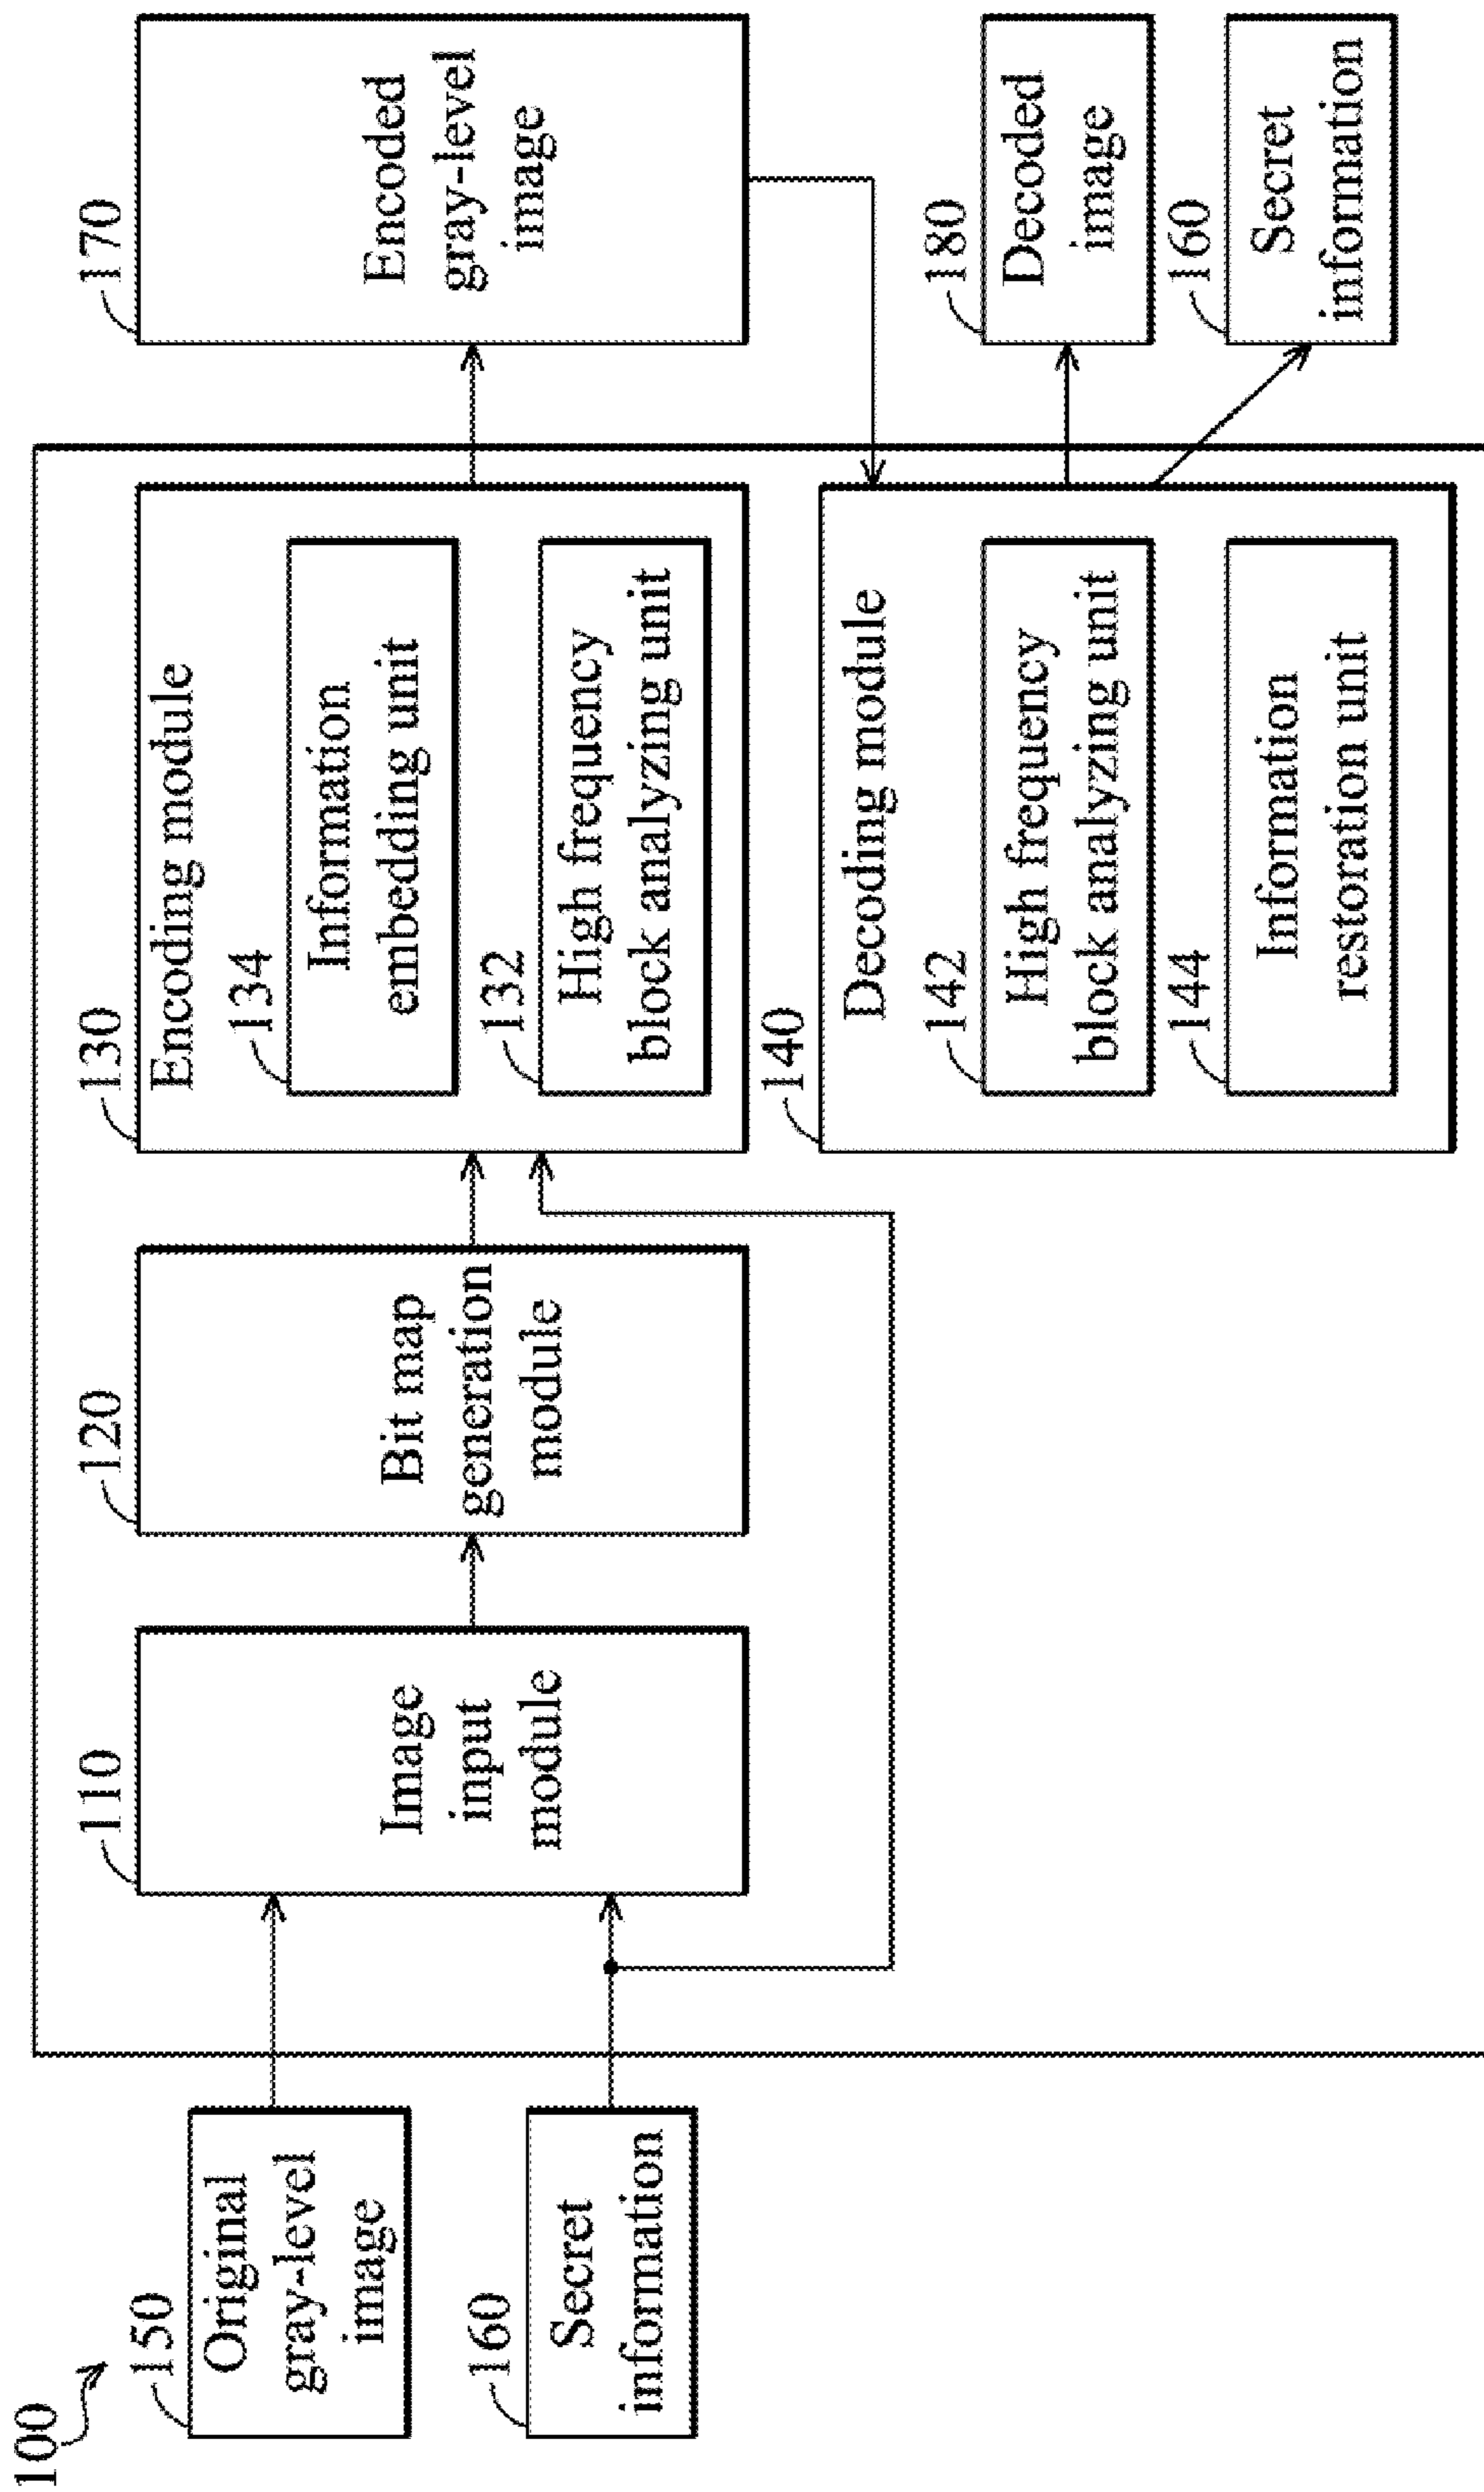 100
150
Original
gray-level
image
160
Secret
information
110
Image
input
module
120
Bit map
generation
module
130
Encoding module
134
Information
embedding unit
132
High frequency
block analyzing unit
140
Decoding module
142
High frequency
block analyzing unit
144
Information
restoration unit
170
Encoded
gray-level
image
180
Decoded
image
160
Secret
information